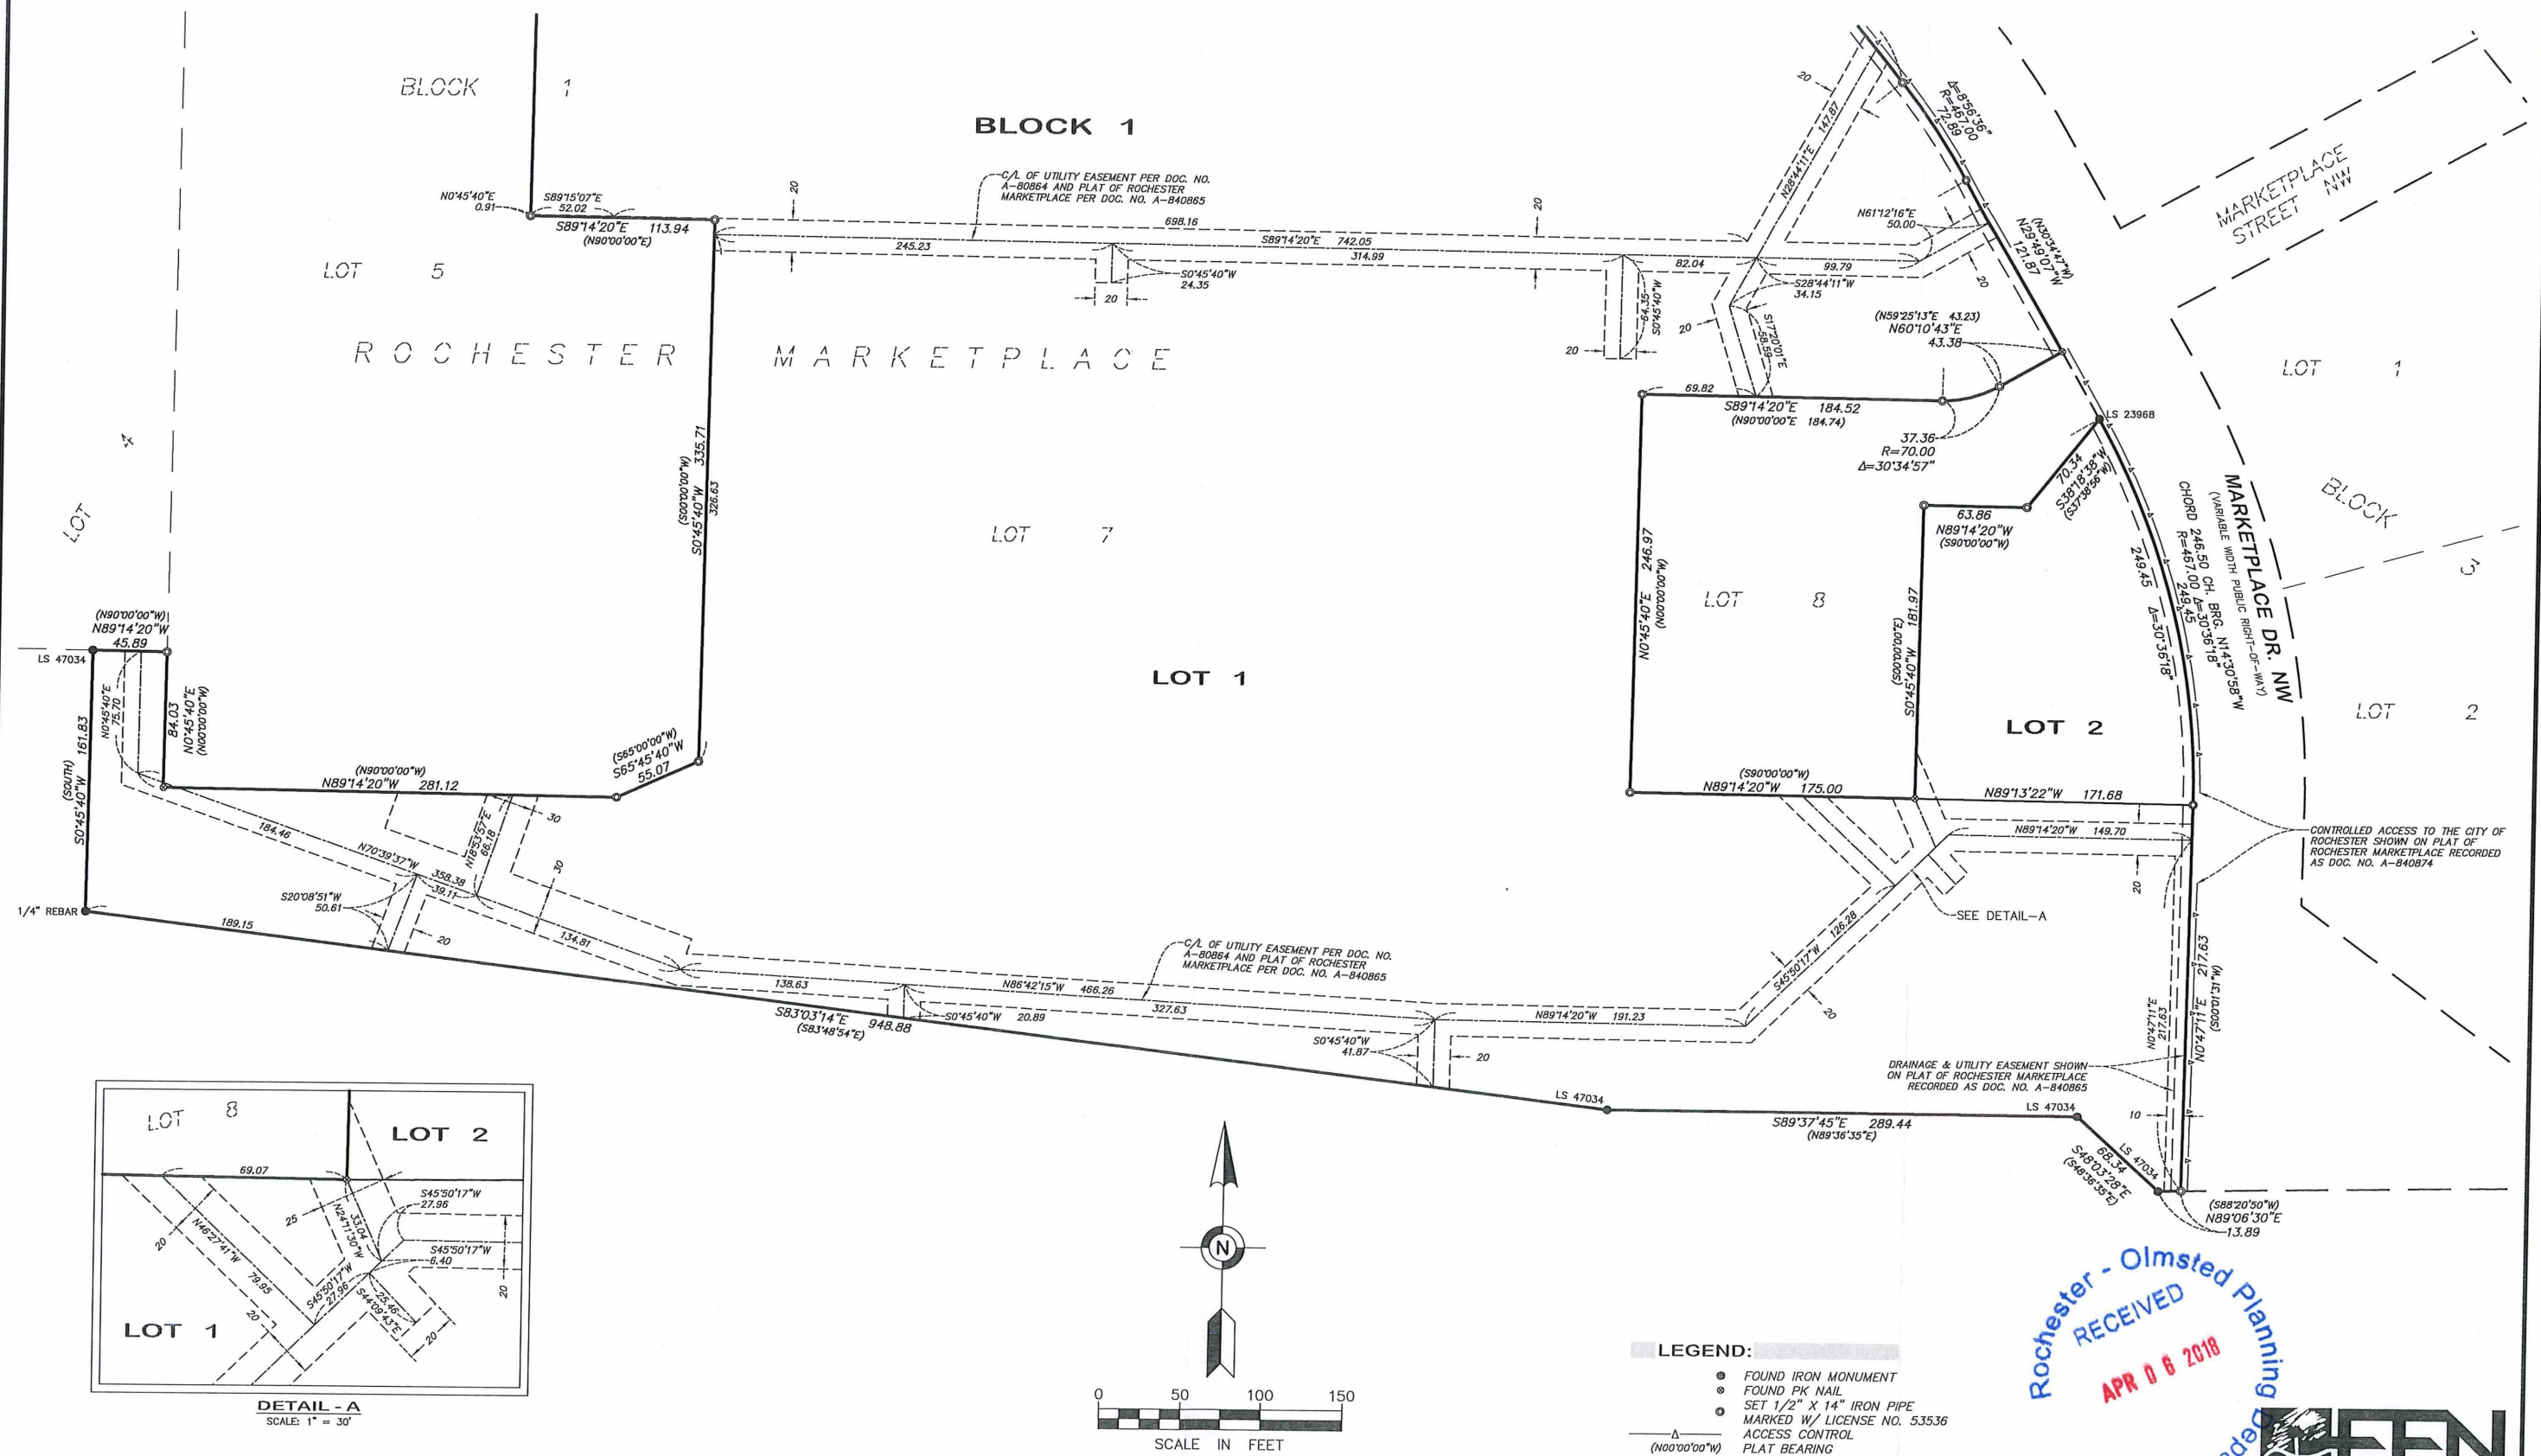 BLOCK 1
BLOCK 1
N0°45'40"E
0.91
S89°15'07"E
52.02
S89°14'20"E 113.94
(N90°00'00"E)
C/L OF UTILITY EASEMENT PER DOC. NO.
A-80864 AND PLAT OF ROCHESTER
MARKETPLACE PER DOC. NO. A-840865
20
698.16
245.23
S89°14'20"E 742.05
314.99
20
S0°45'40"W
24.35
20
82.04
99.79
64.35
S0°45'40"W
20
S28°44'11"W
34.15
20
S17°20'01"E
58.59
20
147.87
N28°44'11"E
Δ=8°56'36"
R=467.00
72.89
N61°12'16"E
50.00
20
(N30°34'47"W)
N29°49'07"W
121.87
MARKETPLACE
STREET NW
LOT 5
ROCHESTER MARKETPLACE
LOT 4
(N59°25'13"E 43.23)
N60°10'43"E
43.38
LOT 1
LS 23968
69.82
S89°14'20"E 184.52
(N90°00'00"E 184.74)
37.36
R=70.00
Δ=30°34'57"
70.34
S38°18'38"W
(S37°38'56"W)
63.86
N89°14'20"W
(S90°00'00"W)
(S00°00'00"W)
S0°45'40"W 335.71
326.63
LOT 7
N0°45'40"E 246.97
(N00°00'00"W)
LOT 8
(S00°00'00"E)
S0°45'40"W 181.97
249.45 Δ=30°36'18"
CHORD 246.50 CH. BRG. N14°30'58"W
R=467.00 Δ=30°36'18"
249.45
MARKETPLACE DR. NW
(VARIABLE WIDTH PUBLIC RIGHT-OF-WAY)
BLOCK
3
LOT 2
LOT 1
LOT 2
(N90°00'00"W)
N89°14'20"W
45.89
LS 47034
N0°45'40"E
75.70
84.03
N0°45'40"E
(N00°00'00"W)
(SOUTH)
S0°45'40"W 161.83
(N90°00'00"W)
N89°14'20"W 281.12
(S65°00'00"W)
S65°45'40"W
55.07
(S90°00'00"W)
N89°14'20"W 175.00
N89°13'22"W 171.68
N89°14'20"W 149.70
20
CONTROLLED ACCESS TO THE CITY OF
ROCHESTER SHOWN ON PLAT OF
ROCHESTER MARKETPLACE RECORDED
AS DOC. NO. A-840874
184.46
N70°39'37"W
358.38
39.11
N18°53'57"E
66.18
30
30
S20°08'51"W
50.61
20
134.81
1/4" REBAR
189.15
SEE DETAIL-A
C/L OF UTILITY EASEMENT PER DOC. NO.
A-80864 AND PLAT OF ROCHESTER
MARKETPLACE PER DOC. NO. A-840865
138.63
N86°42'15"W 466.26
327.63
S0°45'40"W 20.89
S83°03'14"E 948.88
(S83°48'54"E)
N89°14'20"W 191.23
S45°50'17"W 126.28
20
S0°45'40"W
41.87
20
N0°47'11"E
217.63
N0°47'11"E 217.63
(S00°01'31"W)
DRAINAGE & UTILITY EASEMENT SHOWN
ON PLAT OF ROCHESTER MARKETPLACE
RECORDED AS DOC. NO. A-840865
LS 47034
LS 47034
10
S89°37'45"E 289.44
(N89°36'35"E)
LS 47034
68.34
S48°03'28"E
(S48°36'35"E)
(S88°20'50"W)
N89°06'30"E
13.89
LOT 8
LOT 2
69.07
S45°50'17"W
27.96
25
33.04
N24°11'30"W
N46°27'41"W 79.95
20
S45°50'17"W
6.40
S45°50'17"W
27.96
25.46
S44°09'43"E
20
20
20
LOT 1
DETAIL-A
SCALE: 1" = 30'
N
0 50 100 150
SCALE IN FEET
LEGEND:
FOUND IRON MONUMENT
FOUND PK NAIL
SET 1/2" X 14" IRON PIPE
MARKED W/ LICENSE NO. 53536
ACCESS CONTROL
(N00°00'00"W) PLAT BEARING
Rochester - Olmsted Planning
RECEIVED
APR 06 2018